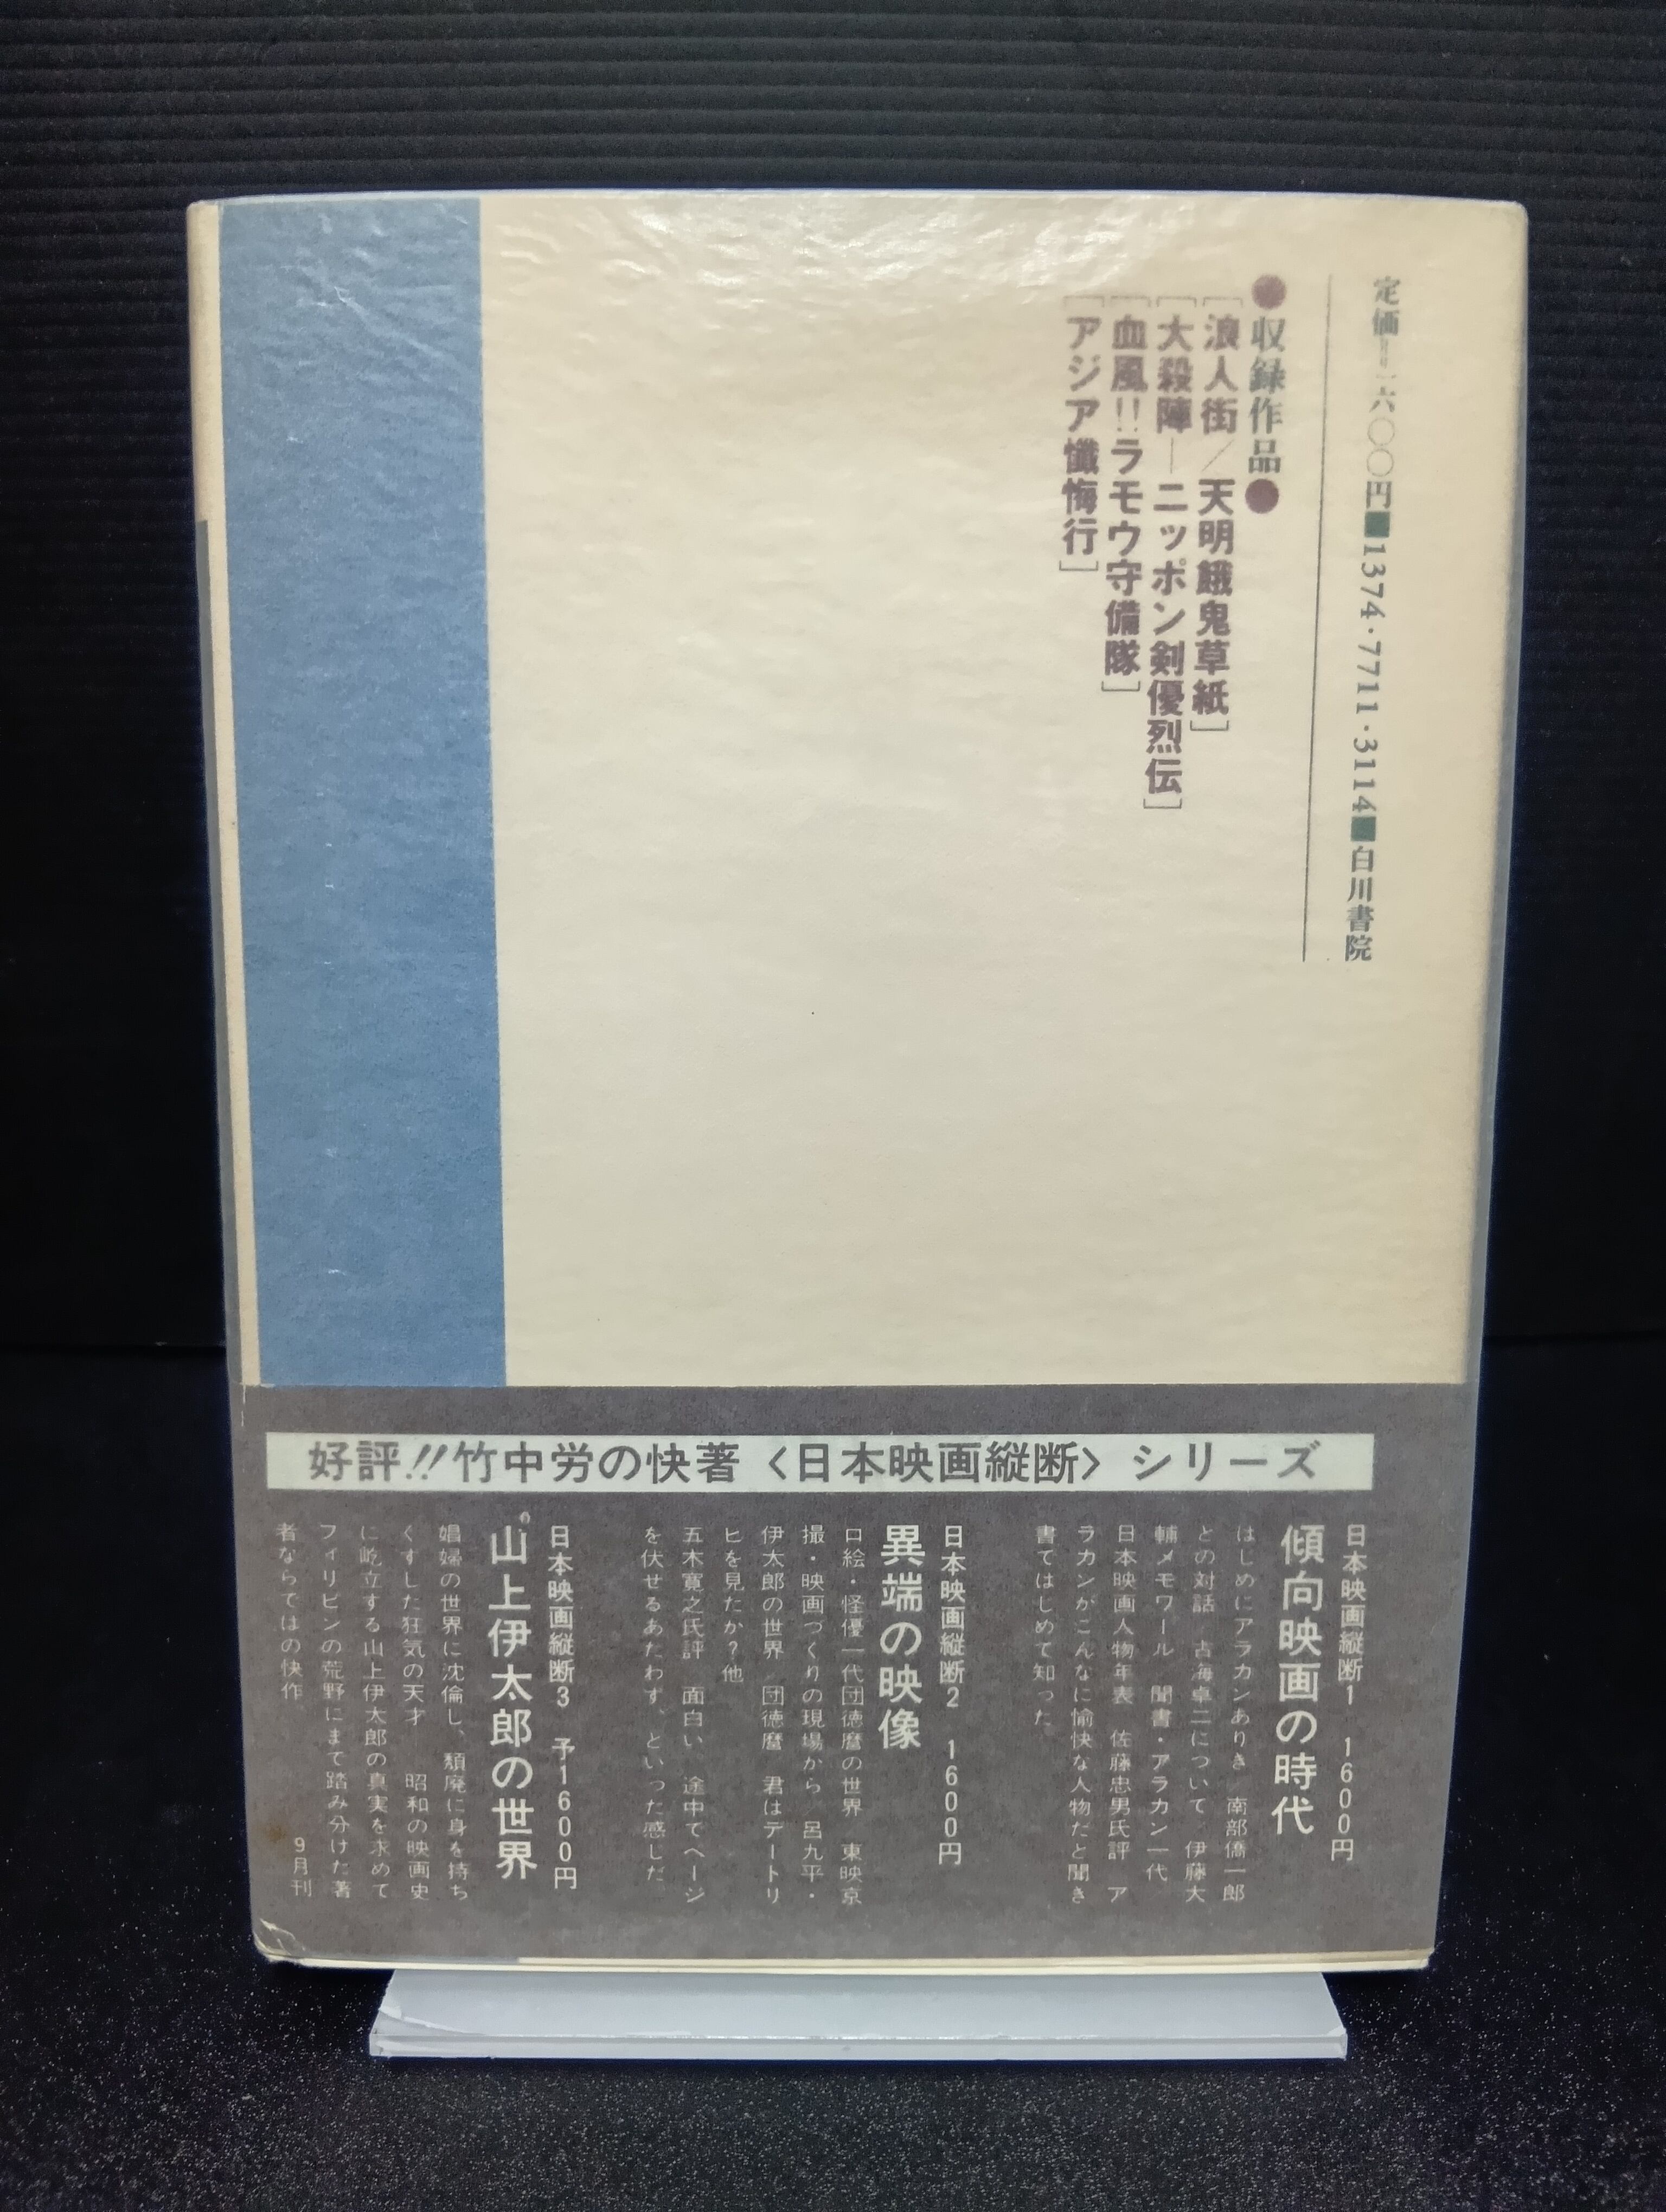 定価=一六〇〇円■1374・7711・3114■白川書院
●収録作品●
[浪人街／天明餓鬼草紙]
[大殺陣―ニッポン剣優烈伝]
[血風!!ラモウ守備隊]
[アジア懺悔行]
好評!!竹中労の快著〈日本映画縦断〉シリーズ
日本映画縦断1　1600円
傾向映画の時代
はじめにアラカンありき／南部僑一郎
との対話／古海卓二について／伊藤大
輔メモワール／聞書・アラカン一代／
日本映画人物年表　佐藤忠男氏評　ア
ラカンがこんなに愉快な人物だと聞き
書ではじめて知った。
日本映画縦断2　1600円
異端の映像
口絵・怪優一代団徳麿の世界／東映京
撮・映画づくりの現場から／呂九平・
伊太郎の世界／団徳麿／君はデートリ
ヒを見たか？他
五木寛之氏評　面白い、途中でページ
を伏せるあたわず、といった感じだ。
日本映画縦断3　予1600円
山上伊太郎の世界
娼婦の世界に沈倫し、頽廃に身を持ち
くずした狂気の天才――昭和の映画史
に屹立する山上伊太郎の真実を求めて
フィリピンの荒野にまで踏み分けた著
者ならではの快作。　9月刊